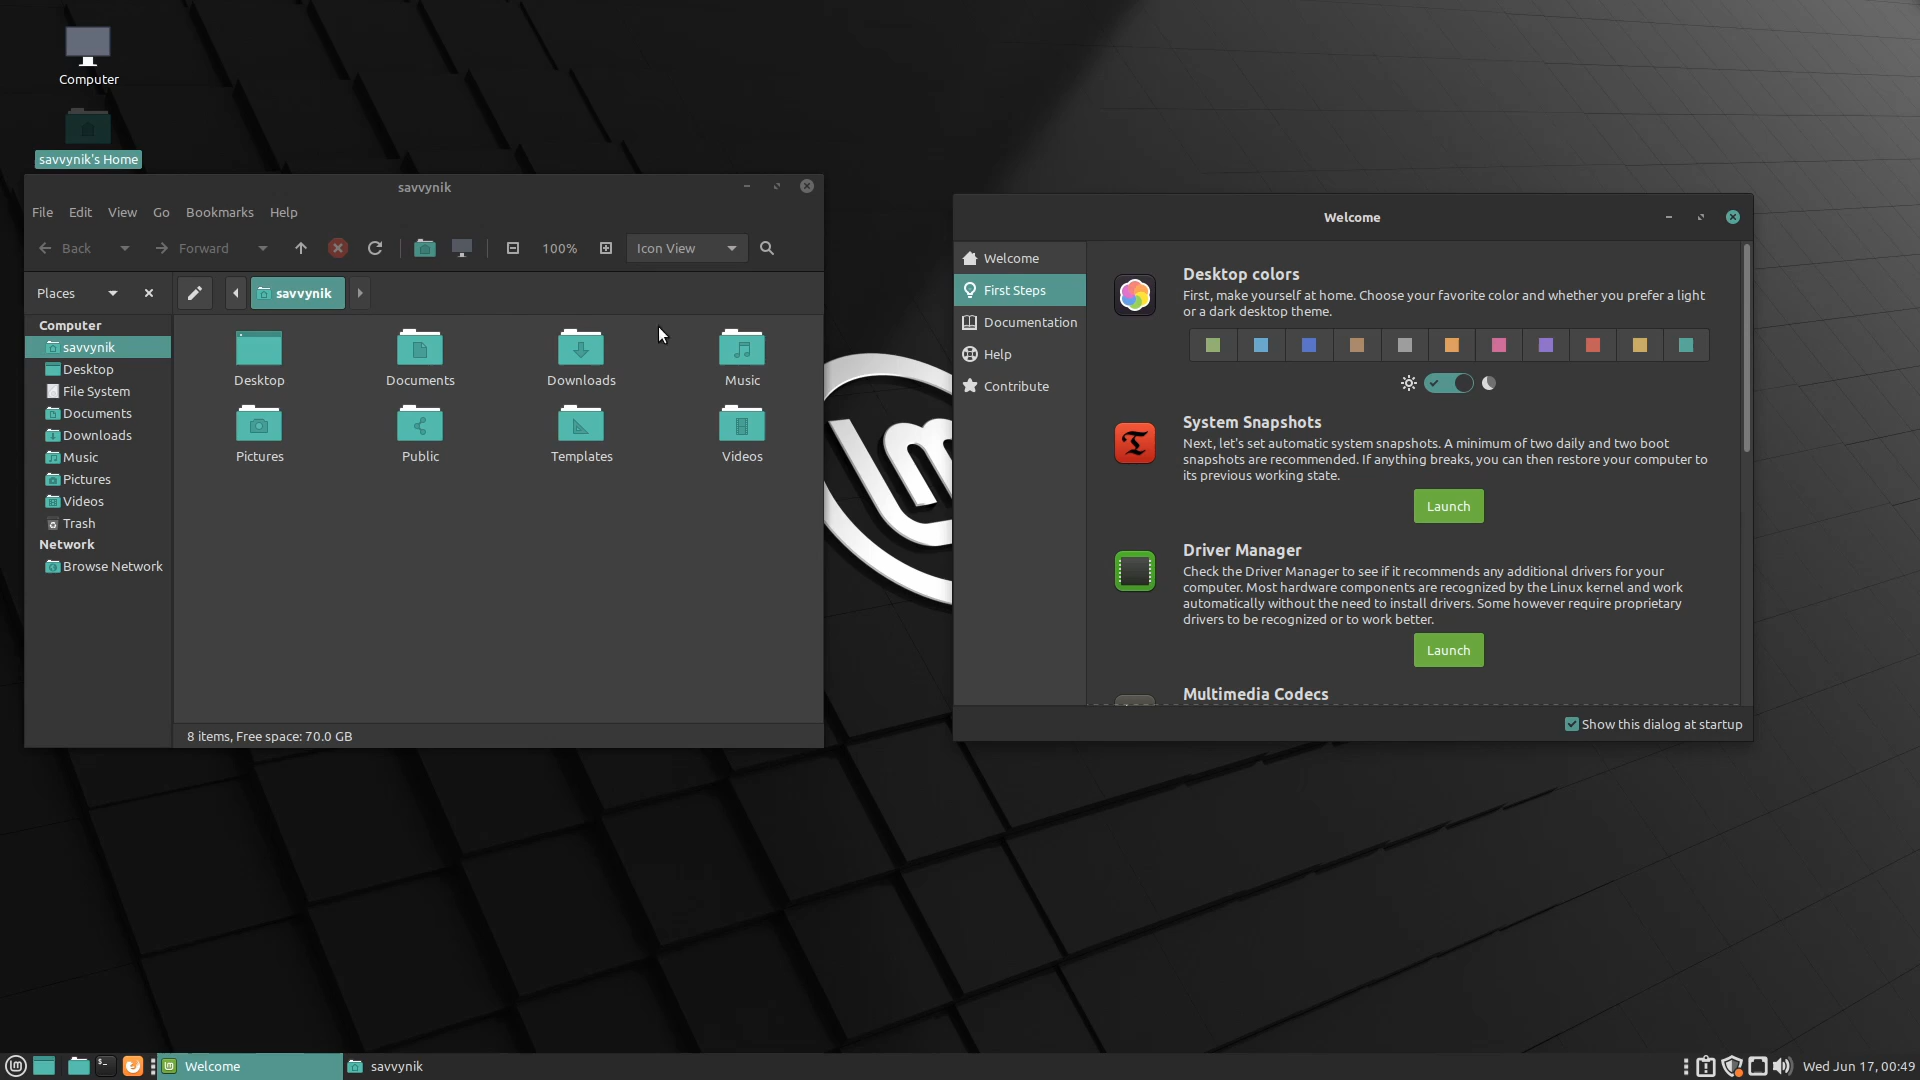 Computer
savvynik's Home
savvynik
File Edit View Go Bookmarks Help
Back Forward 100% Icon View
Places savvynik
Computer
savvynik
Desktop
File System
Documents
Downloads
Music
Pictures
Videos
Trash
Network
Browse Network
Desktop Documents Downloads Music
Pictures Public Templates Videos
8 items, Free space: 70.0 GB
Welcome
Welcome
First Steps
Documentation
Help
Contribute
Desktop colors
First, make yourself at home. Choose your favorite color and whether you prefer a light
or a dark desktop theme.
System Snapshots
Next, let's set automatic system snapshots. A minimum of two daily and two boot
snapshots are recommended. If anything breaks, you can then restore your computer to
its previous working state.
Launch
Driver Manager
Check the Driver Manager to see if it recommends any additional drivers for your
computer. Most hardware components are recognized by the Linux kernel and work
automatically without the need to install drivers. Some however require proprietary
drivers to be recognized or to work better.
Launch
Multimedia Codecs
Show this dialog at startup
Welcome savvynik Wed Jun 17, 00:49